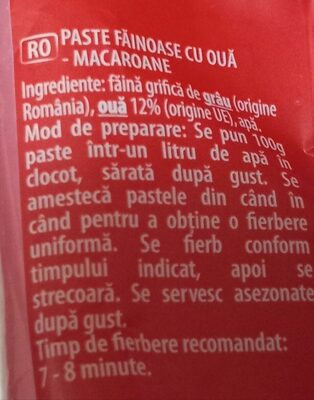 RO PASTE FĂINOASE CU OUĂ
- MACAROANE
Ingrediente: făină grifică de grâu (origine
România), ouă 12% (origine UE), apă.
Mod de preparare: Se pun 100g
paste într-un litru de apă în
clocot, sărată după gust. Se
amestecă pastele din când în
când pentru a obține o fierbere
uniformă. Se fierb conform
timpului indicat, apoi se
strecoară. Se servesc asezonate
după gust.
Timp de fierbere recomandat:
7 - 8 minute.